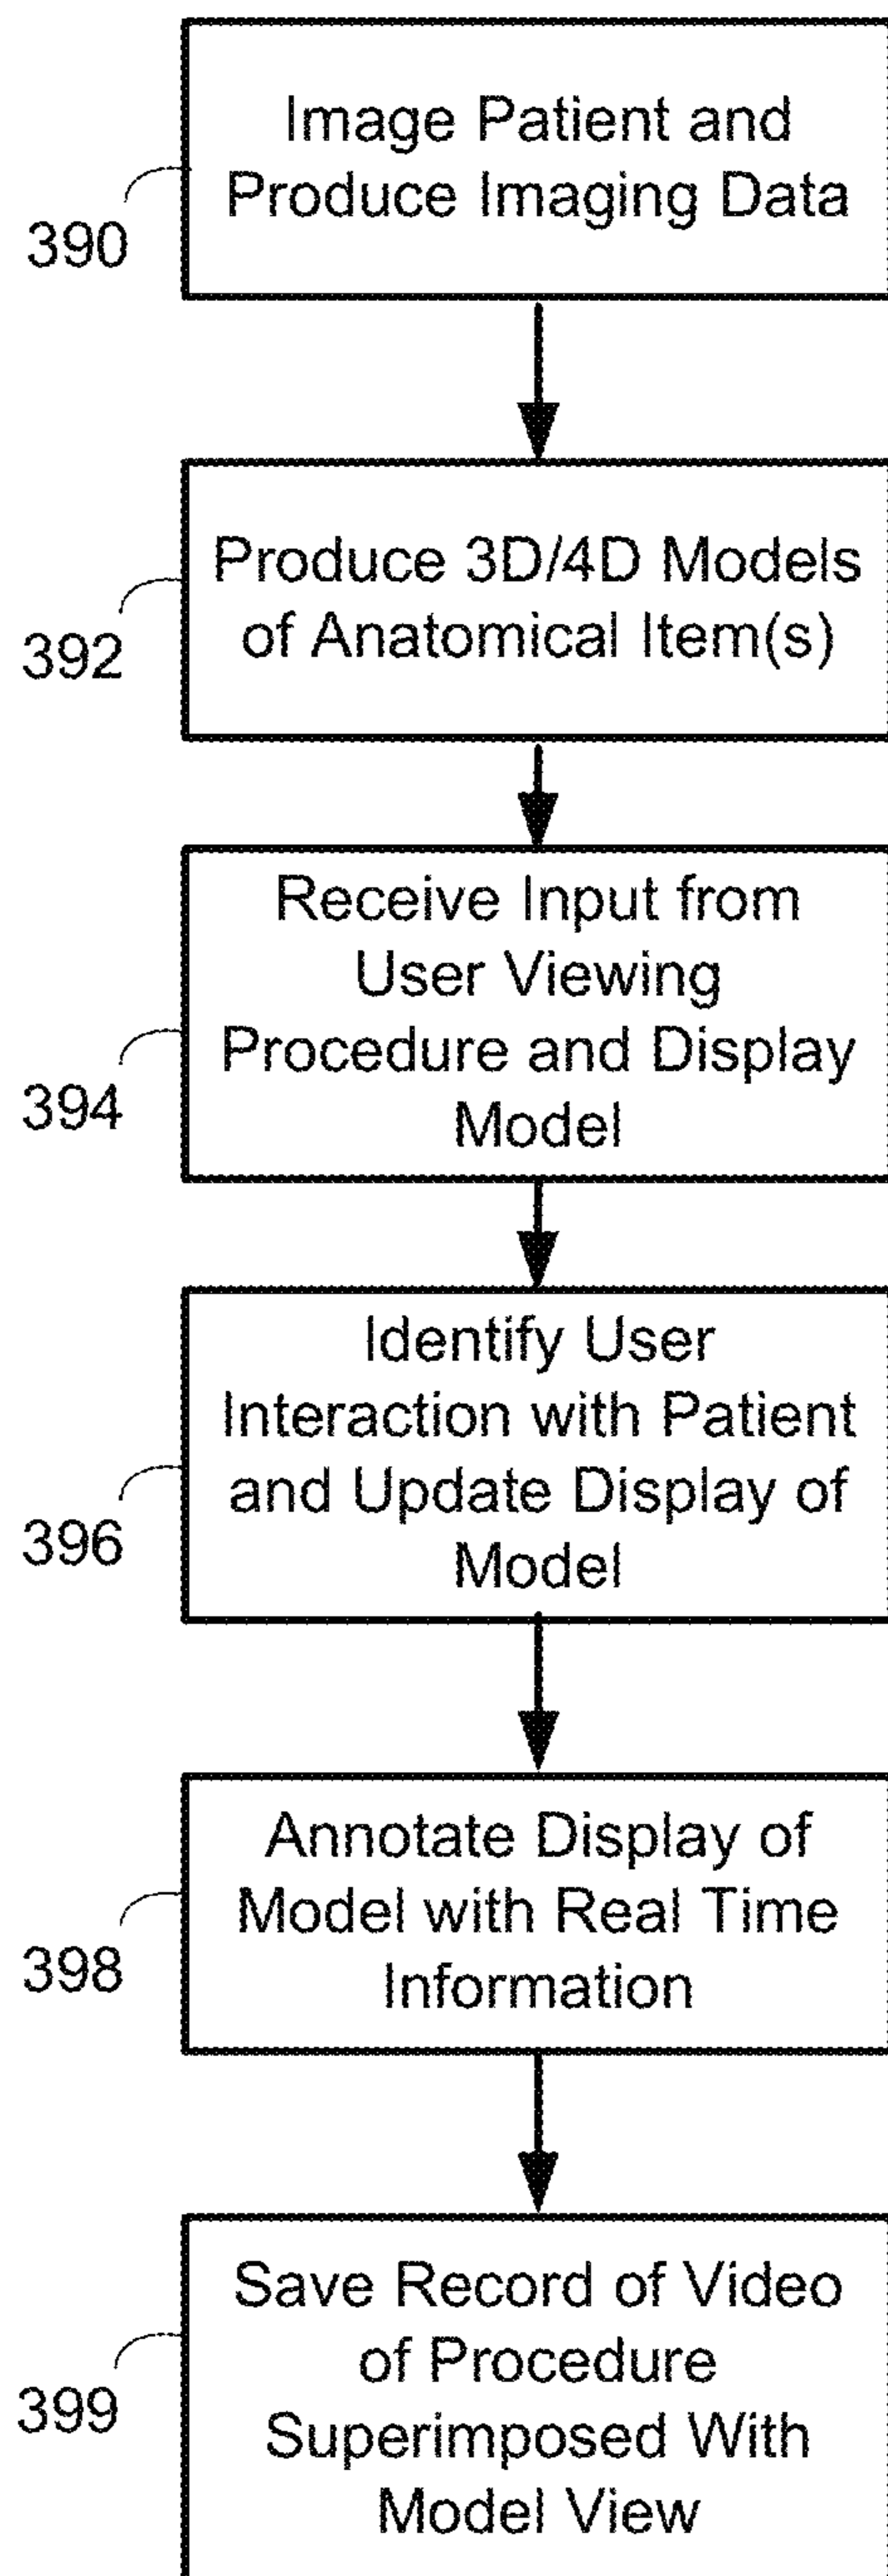 Image Patient and
Produce Imaging Data
390
Produce 3D/4D Models
of Anatomical Item(s)
392
Receive Input from
User Viewing
Procedure and Display
Model
394
Identify User
Interaction with Patient
and Update Display of
Model
396
Annotate Display of
Model with Real Time
Information
398
Save Record of Video
of Procedure
Superimposed With
Model View
399